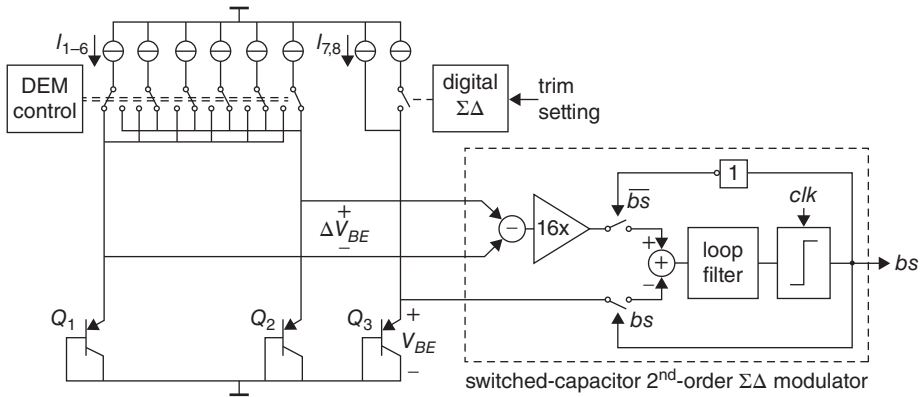 I1–6
I7,8
DEM
control
digital
ΣΔ
trim
setting
1
bs
clk
+
ΔVBE
–
–
16x
+
+
–
loop
filter
bs
bs
Q1
Q2
Q3
+
VBE
–
switched-capacitor 2nd-order ΣΔ modulator